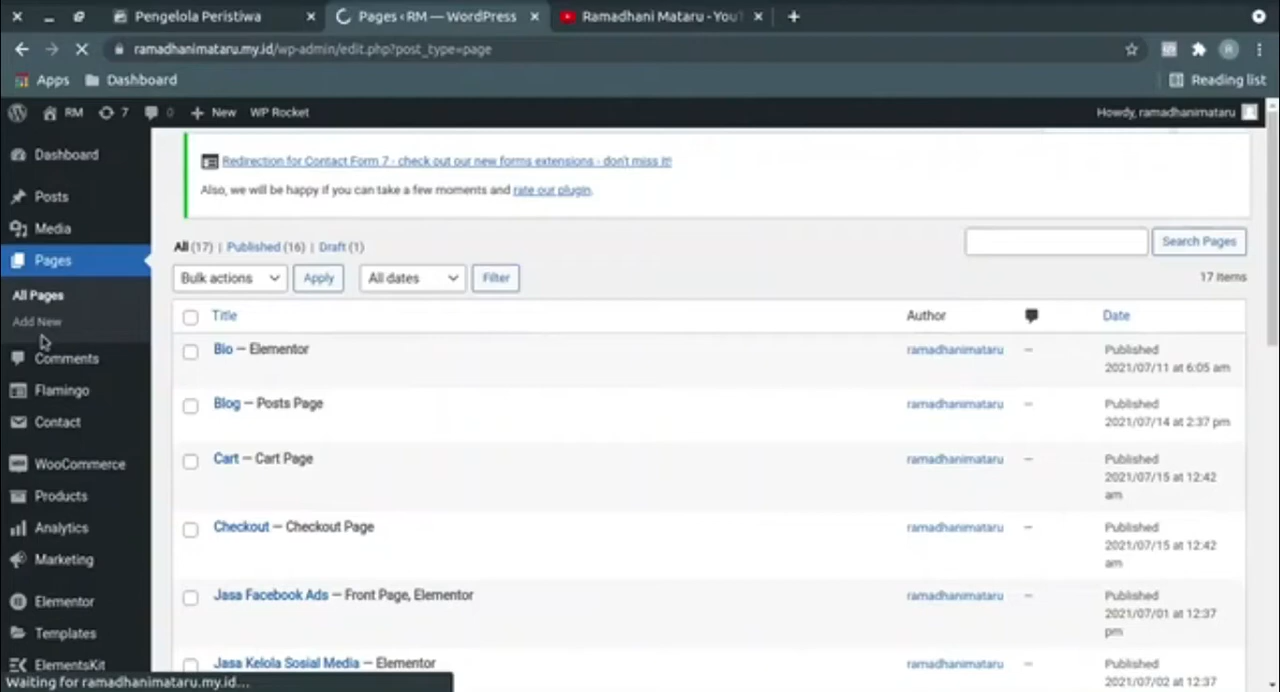 Pengelola Peristiwa
Pages ‹ RM — WordPress
Ramadhani Mataru - YouT
ramadhanimataru.my.id/wp-admin/edit.php?post_type=page
Apps
Dashboard
Reading list
RM
7
0
New
WP Rocket
Howdy, ramadhanimataru
Dashboard
Posts
Media
Pages
All Pages
Add New
Comments
Flamingo
Contact
WooCommerce
Products
Analytics
Marketing
Elementor
Templates
ElementsKit
Redirection for Contact Form 7 - check out our new forms extensions - don't miss it!
Also, we will be happy if you can take a few moments and rate our plugin.
All (17) | Published (16) | Draft (1)
Search Pages
Bulk actions
Apply
All dates
Filter
17 items
Title
Author
Date
Bio — Elementor
ramadhanimataru
—
Published
2021/07/11 at 6:05 am
Blog — Posts Page
ramadhanimataru
—
Published
2021/07/14 at 2:37 pm
Cart — Cart Page
ramadhanimataru
—
Published
2021/07/15 at 12:42
am
Checkout — Checkout Page
ramadhanimataru
—
Published
2021/07/15 at 12:42
am
Jasa Facebook Ads — Front Page, Elementor
ramadhanimataru
—
Published
2021/07/01 at 12:37
pm
Jasa Kelola Sosial Media — Elementor
ramadhanimataru
—
Published
2021/07/02 at 12:37
Waiting for ramadhanimataru.my.id...